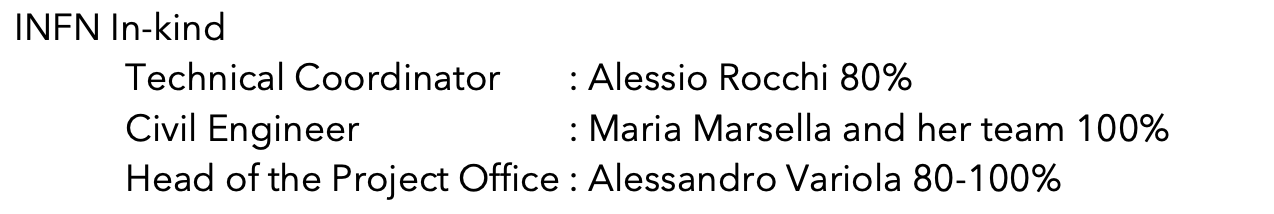 INFN In-kind
Technical Coordinator : Alessio Rocchi 80%
Civil Engineer : Maria Marsella and her team 100%
Head of the Project Office : Alessandro Variola 80-100%